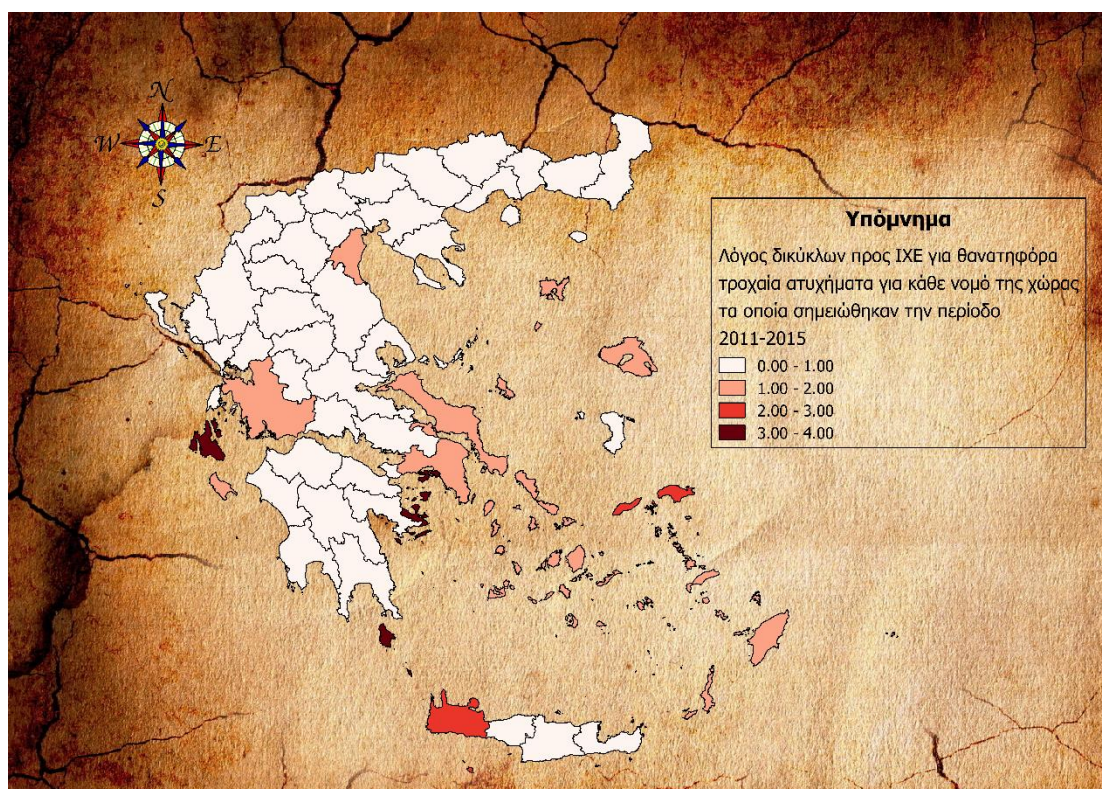 N
W E
S
Υπόμνημα
Λόγος δικύκλων προς ΙΧΕ για θανατηφόρα
τροχαία ατυχήματα για κάθε νομό της χώρας
τα οποία σημειώθηκαν την περίοδο
2011-2015
0.00 - 1.00
1.00 - 2.00
2.00 - 3.00
3.00 - 4.00